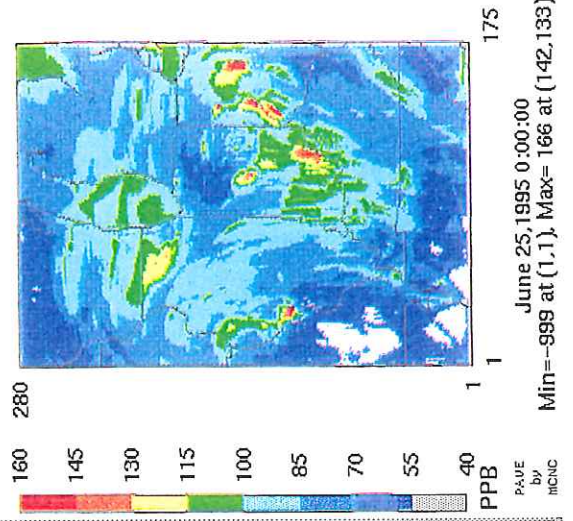 160
145
130
115
100
85
70
55
40
PPB
PAVE
by
MCNC
280
1
1
175
June 25,1995 0:00:00
Min=-999 at (1,1), Max= 166 at (142,133)